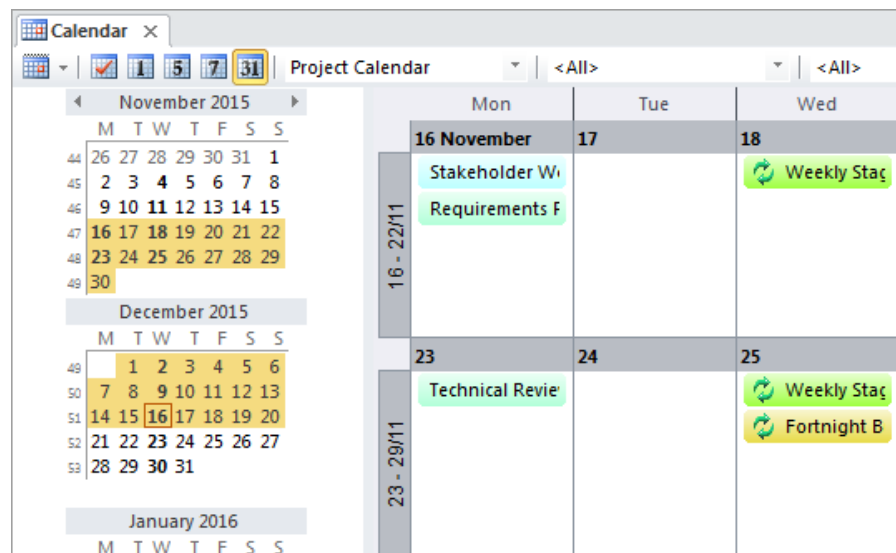 Calendar
1 5 7 31 Project Calendar <All> <All>
November 2015
M T W T F S S
44 26 27 28 29 30 31 1
45 2 3 4 5 6 7 8
46 9 10 11 12 13 14 15
47 16 17 18 19 20 21 22
48 23 24 25 26 27 28 29
49 30
December 2015
M T W T F S S
49 1 2 3 4 5 6
50 7 8 9 10 11 12 13
51 14 15 16 17 18 19 20
52 21 22 23 24 25 26 27
53 28 29 30 31
January 2016
M T W T F S S
Mon Tue Wed
16 - 22/11
16 November 17 18
Stakeholder Weekly Stag
Requirements
23 - 29/11
23 24 25
Technical Review Weekly Stag
Fortnight B